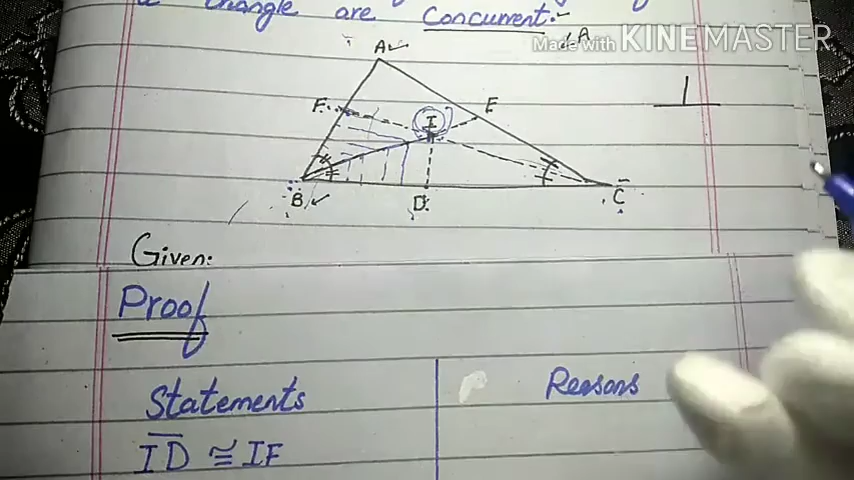 a triangle are Concurrent.
Made with KINEMASTER
∠A
A
F
E
I
B
D
C
Given:
Proof
Statements
Reasons
ID ≅ IF